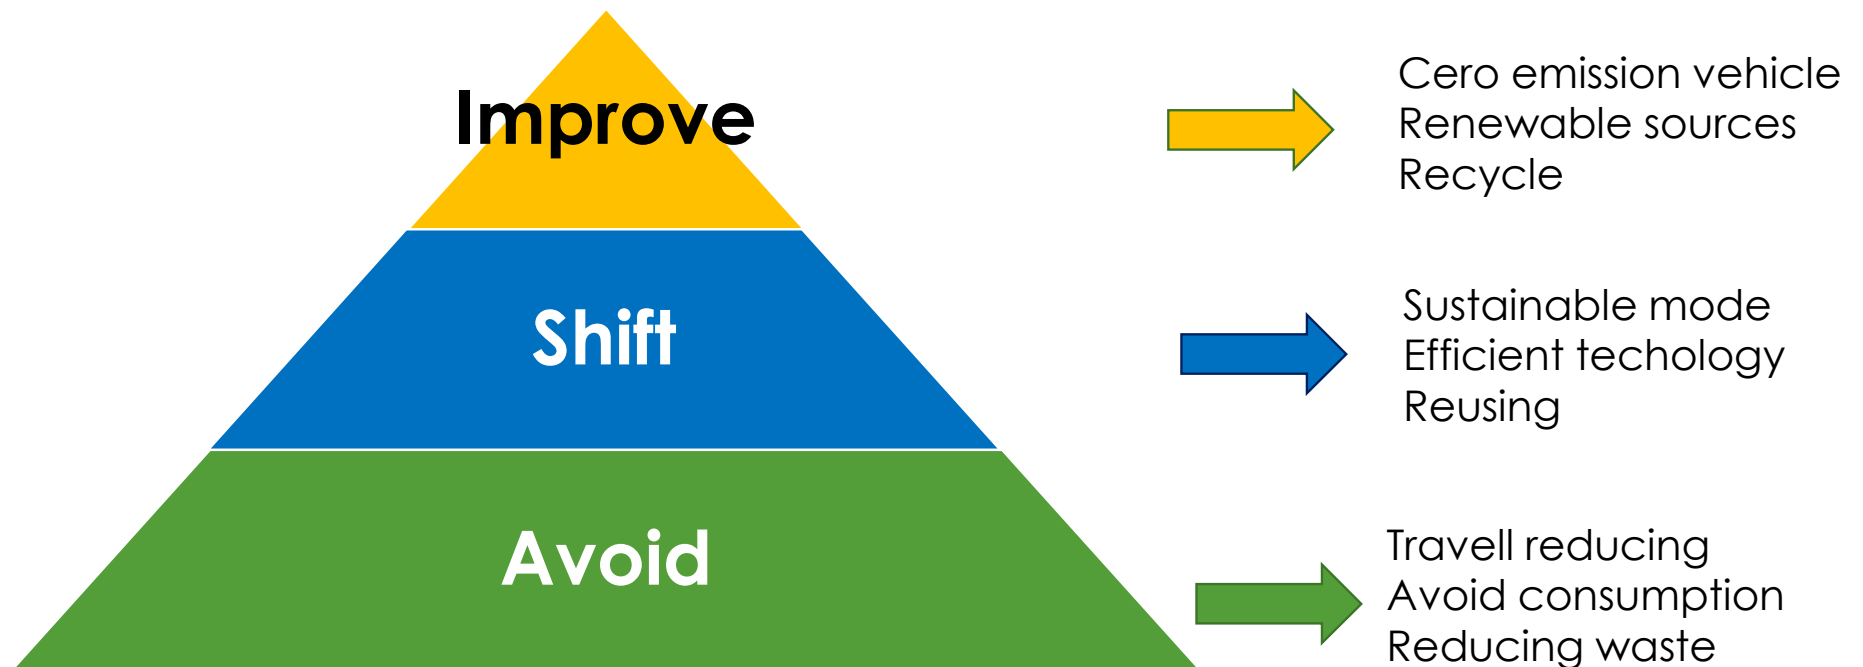 Improve
Cero emission vehicle
Renewable sources
Recycle
Shift
Sustainable mode
Efficient techology
Reusing
Avoid
Travell reducing
Avoid consumption
Reducing waste